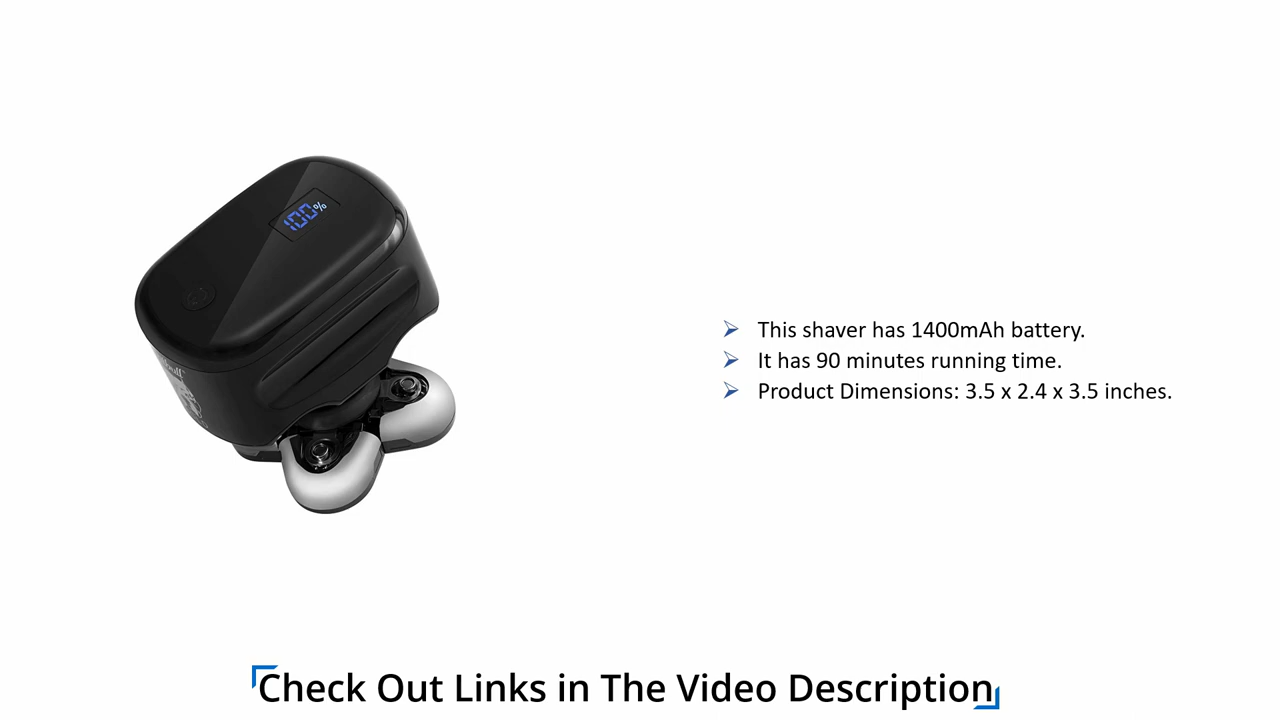 100%
This shaver has 1400mAh battery.
It has 90 minutes running time.
Product Dimensions: 3.5 x 2.4 x 3.5 inches.
Check Out Links in The Video Description